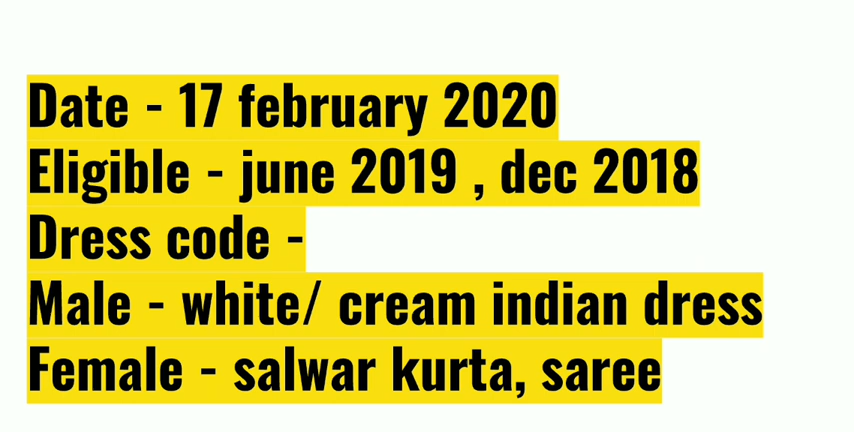 Date - 17 february 2020
Eligible - june 2019 , dec 2018
Dress code -
Male - white/ cream indian dress
Female - salwar kurta, saree